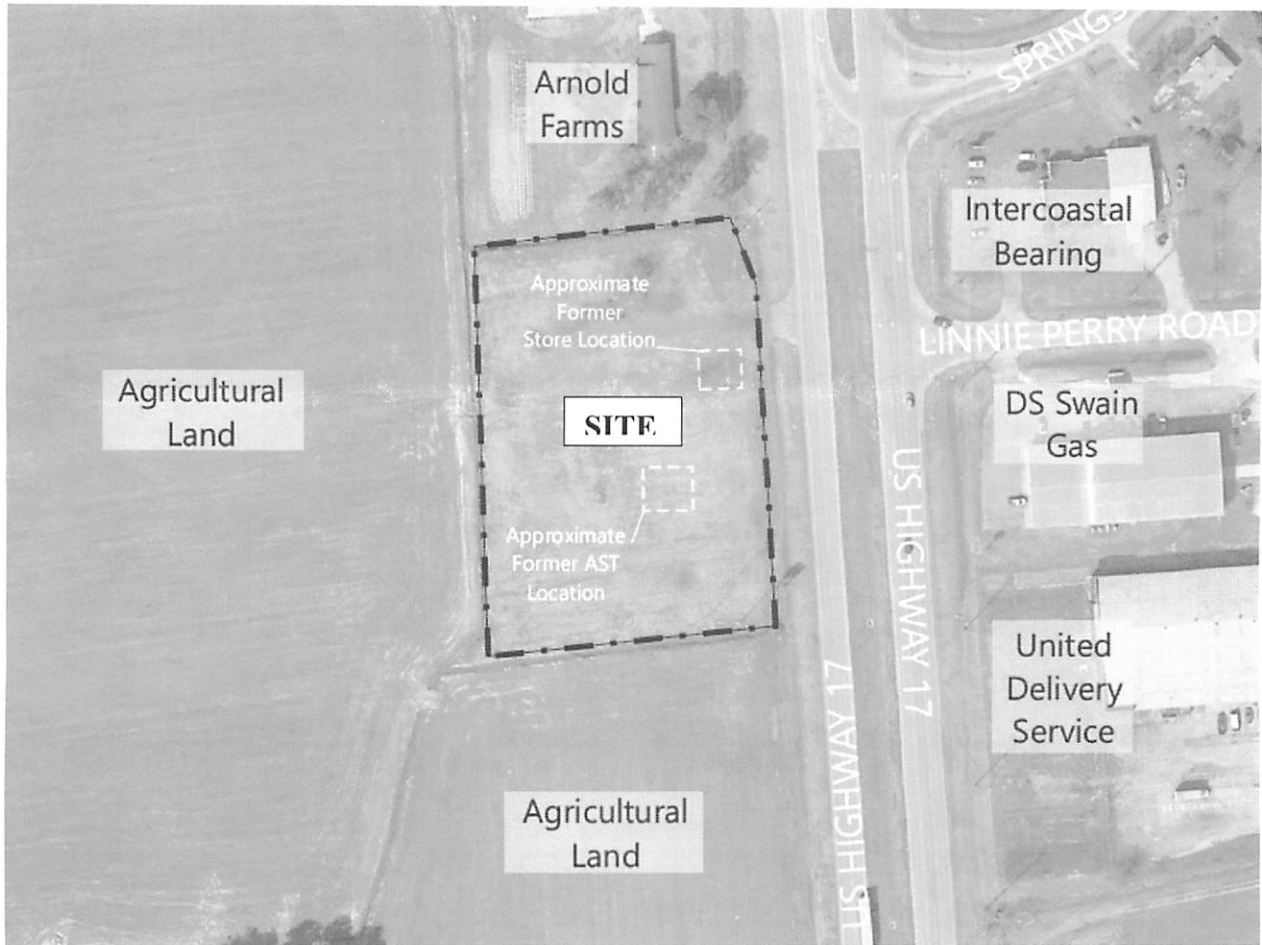 Arnold
Farms
SPRINGS
Intercoastal
Bearing
Approximate
Former
Store Location
LINNIE PERRY ROAD
Agricultural
Land
SITE
DS Swain
Gas
US HIGHWAY 17
Approximate
Former AST
Location
United
Delivery
Service
US HIGHWAY 17
Agricultural
Land